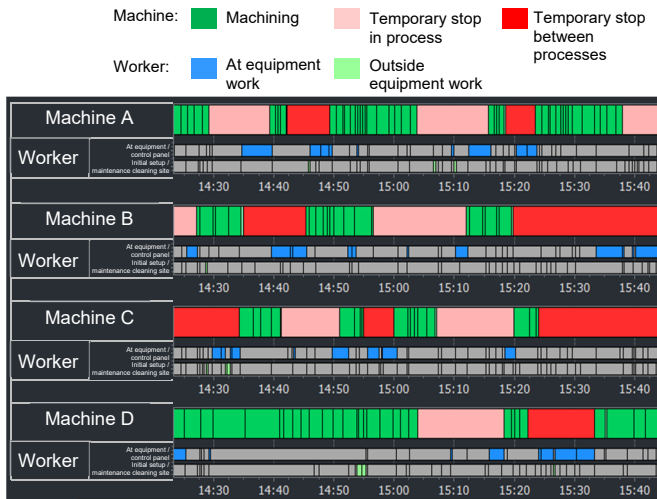 Machine: Machining Temporary stop in process Temporary stop between processes
Worker: At equipment work Outside equipment work
Machine A
Worker At equipment / control panel
Initial setup / maintenance cleaning site
14:30 14:40 14:50 15:00 15:10 15:20 15:30 15:40
Machine B
Worker At equipment / control panel
Initial setup / maintenance cleaning site
14:30 14:40 14:50 15:00 15:10 15:20 15:30 15:40
Machine C
Worker At equipment / control panel
Initial setup / maintenance cleaning site
14:30 14:40 14:50 15:00 15:10 15:20 15:30 15:40
Machine D
Worker At equipment / control panel
Initial setup / maintenance cleaning site
14:30 14:40 14:50 15:00 15:10 15:20 15:30 15:40